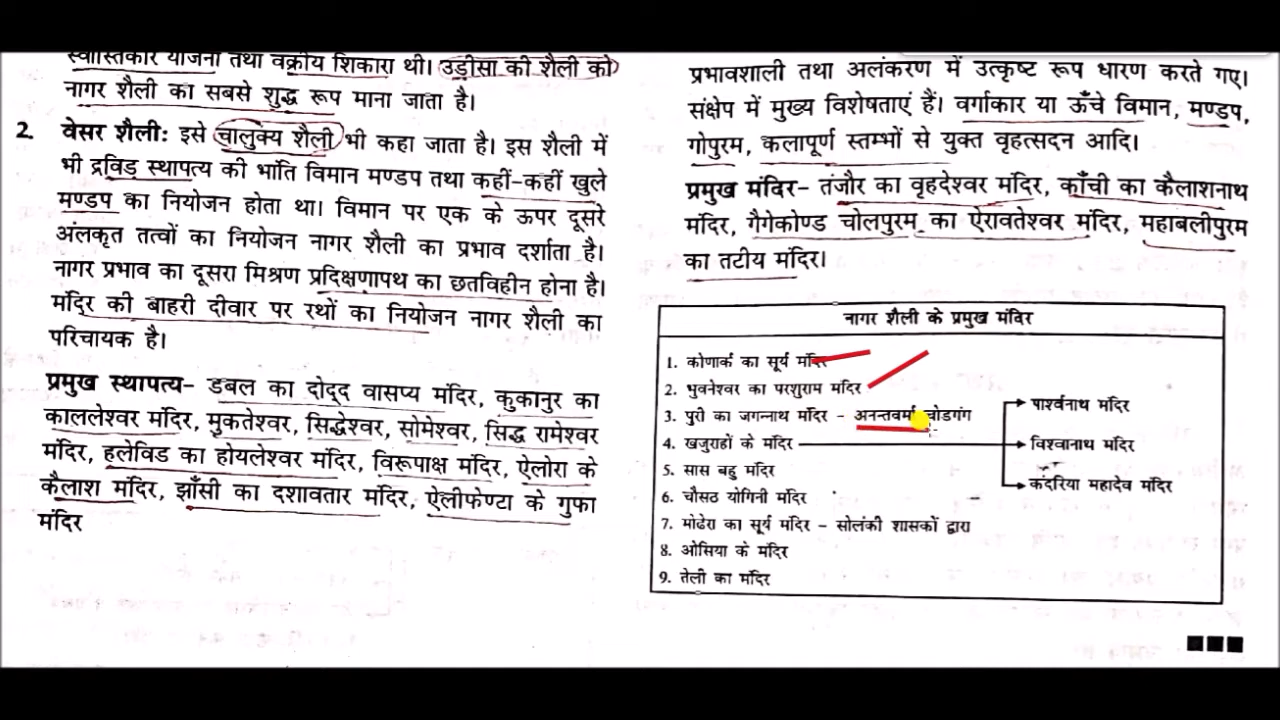 स्वास्तिकार योजना तथा वक्रीय शिकारा थी। उड़ीसा की शैली को
नागर शैली का सबसे शुद्ध रूप माना जाता है।
2. वेसर शैली: इसे चालुक्य शैली भी कहा जाता है। इस शैली में
भी द्रविड़ स्थापत्य की भांति विमान मण्डप तथा कहीं-कहीं खुले
मण्डप का नियोजन होता था। विमान पर एक के ऊपर दूसरे
अंलकृत तत्वों का नियोजन नागर शैली का प्रभाव दर्शाता है।
नागर प्रभाव का दूसरा मिश्रण प्रदिक्षणापथ का छतविहीन होना है।
मंदिर की बाहरी दीवार पर रथों का नियोजन नागर शैली का
परिचायक है।
प्रमुख स्थापत्य- डबल का दोद्द वासप्य मंदिर, कुकानुर का
काललेश्वर मंदिर, मुकतेश्वर, सिद्धेश्वर, सोमेश्वर, सिद्ध रामेश्वर
मंदिर, हलेविड का होयलेश्वर मंदिर, विरूपाक्ष मंदिर, ऐलोरा के
कैलाश मंदिर, झाँसी का दशावतार मंदिर, ऐलीफेण्टा के गुफा
मंदिर
प्रभावशाली तथा अलंकरण में उत्कृष्ट रूप धारण करते गए।
संक्षेप में मुख्य विशेषताएं हैं। वर्गाकार या ऊँचे विमान, मण्डप,
गोपुरम, कलापूर्ण स्तम्भों से युक्त वृहत्सदन आदि।
प्रमुख मंदिर- तंजौर का वृहदेश्वर मंदिर, काँची का कैलाशनाथ
मंदिर, गैगेकोण्ड चोलपुरम का ऐरावतेश्वर मंदिर, महाबलीपुरम
का तटीय मंदिर।
नागर शैली के प्रमुख मंदिर
1. कोणार्क का सूर्य मंदिर
2. भुवनेश्वर का परशुराम मंदिर
3. पुरी का जगन्नाथ मंदिर - अनन्तवर्मा चोडगंग
4. खजुराहों के मंदिर
पार्श्वनाथ मंदिर
विश्वानाथ मंदिर
कंदरिया महादेव मंदिर
5. सास बहु मंदिर
6. चौसठ योगिनी मंदिर
7. मोढेरा का सूर्य मंदिर - सोलंकी शासकों द्वारा
8. ओसिया के मंदिर
9. तेली का मंदिर